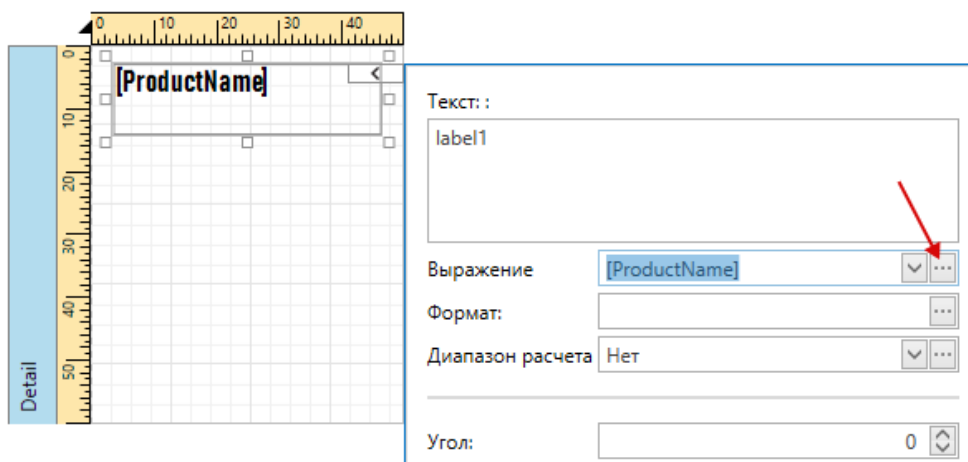 0 10 20 30 40
0
10
20
30
40
50
Detail
[ProductName]
Текст: :
label1
Выражение [ProductName]
Формат:
Диапазон расчета Нет
Угол: 0